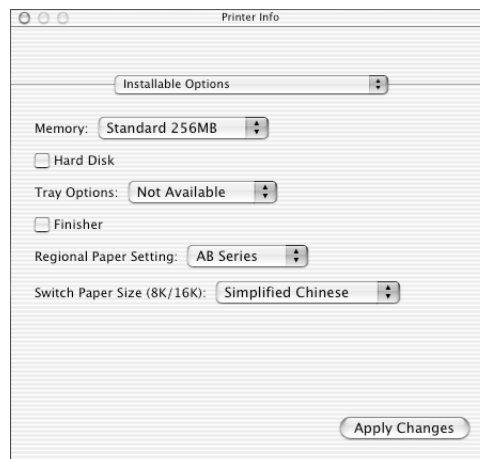 Printer Info
Installable Options
Memory: Standard 256MB
Hard Disk
Tray Options: Not Available
Finisher
Regional Paper Setting: AB Series
Switch Paper Size (8K/16K): Simplified Chinese
Apply Changes